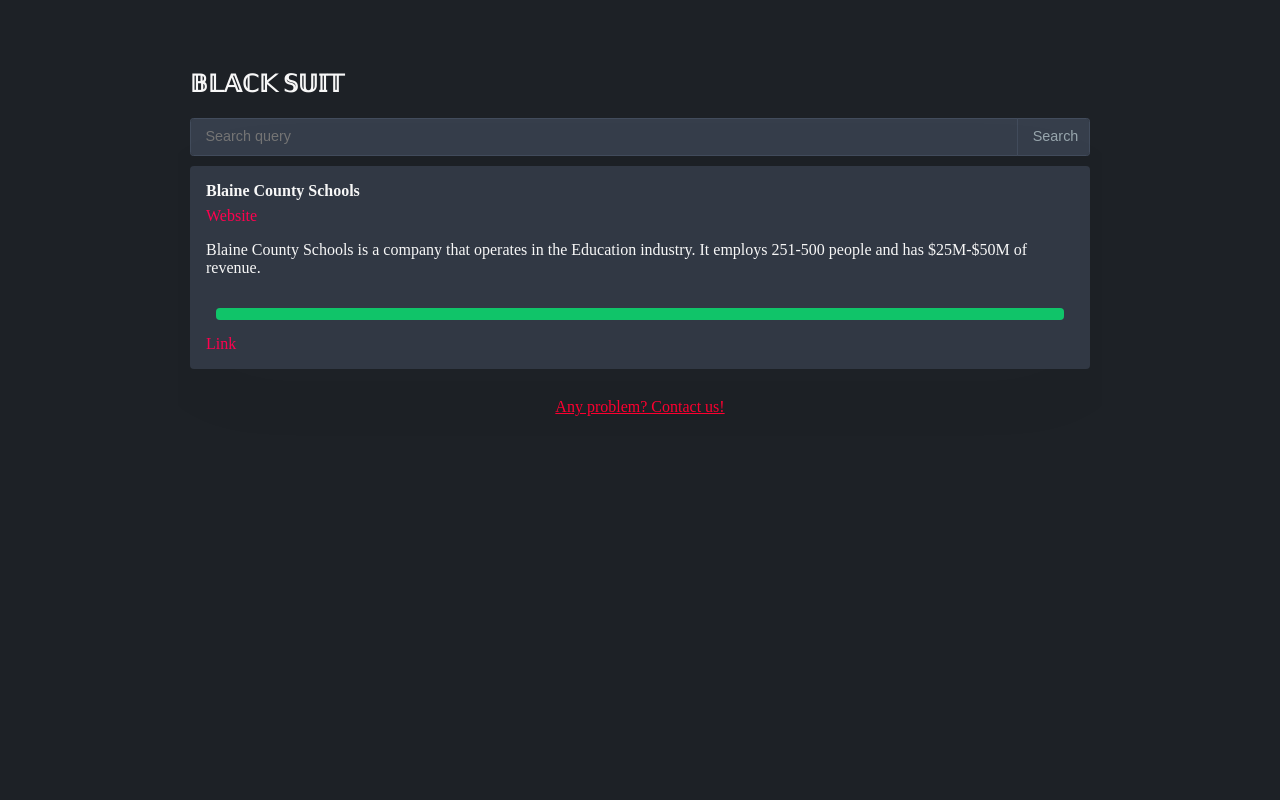 𝔹𝕃𝔸ℂ𝕂 𝕊𝕌𝕀𝕋
Search query
Search
Blaine County Schools
Website
Blaine County Schools is a company that operates in the Education industry. It employs 251-500 people and has $25M-$50M of
revenue.
Link
Any problem? Contact us!